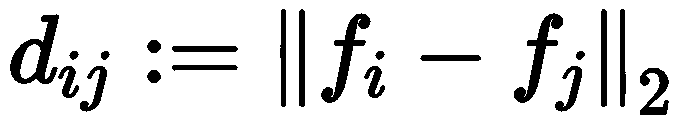 d_{ij} := \|f_i - f_j\|_2